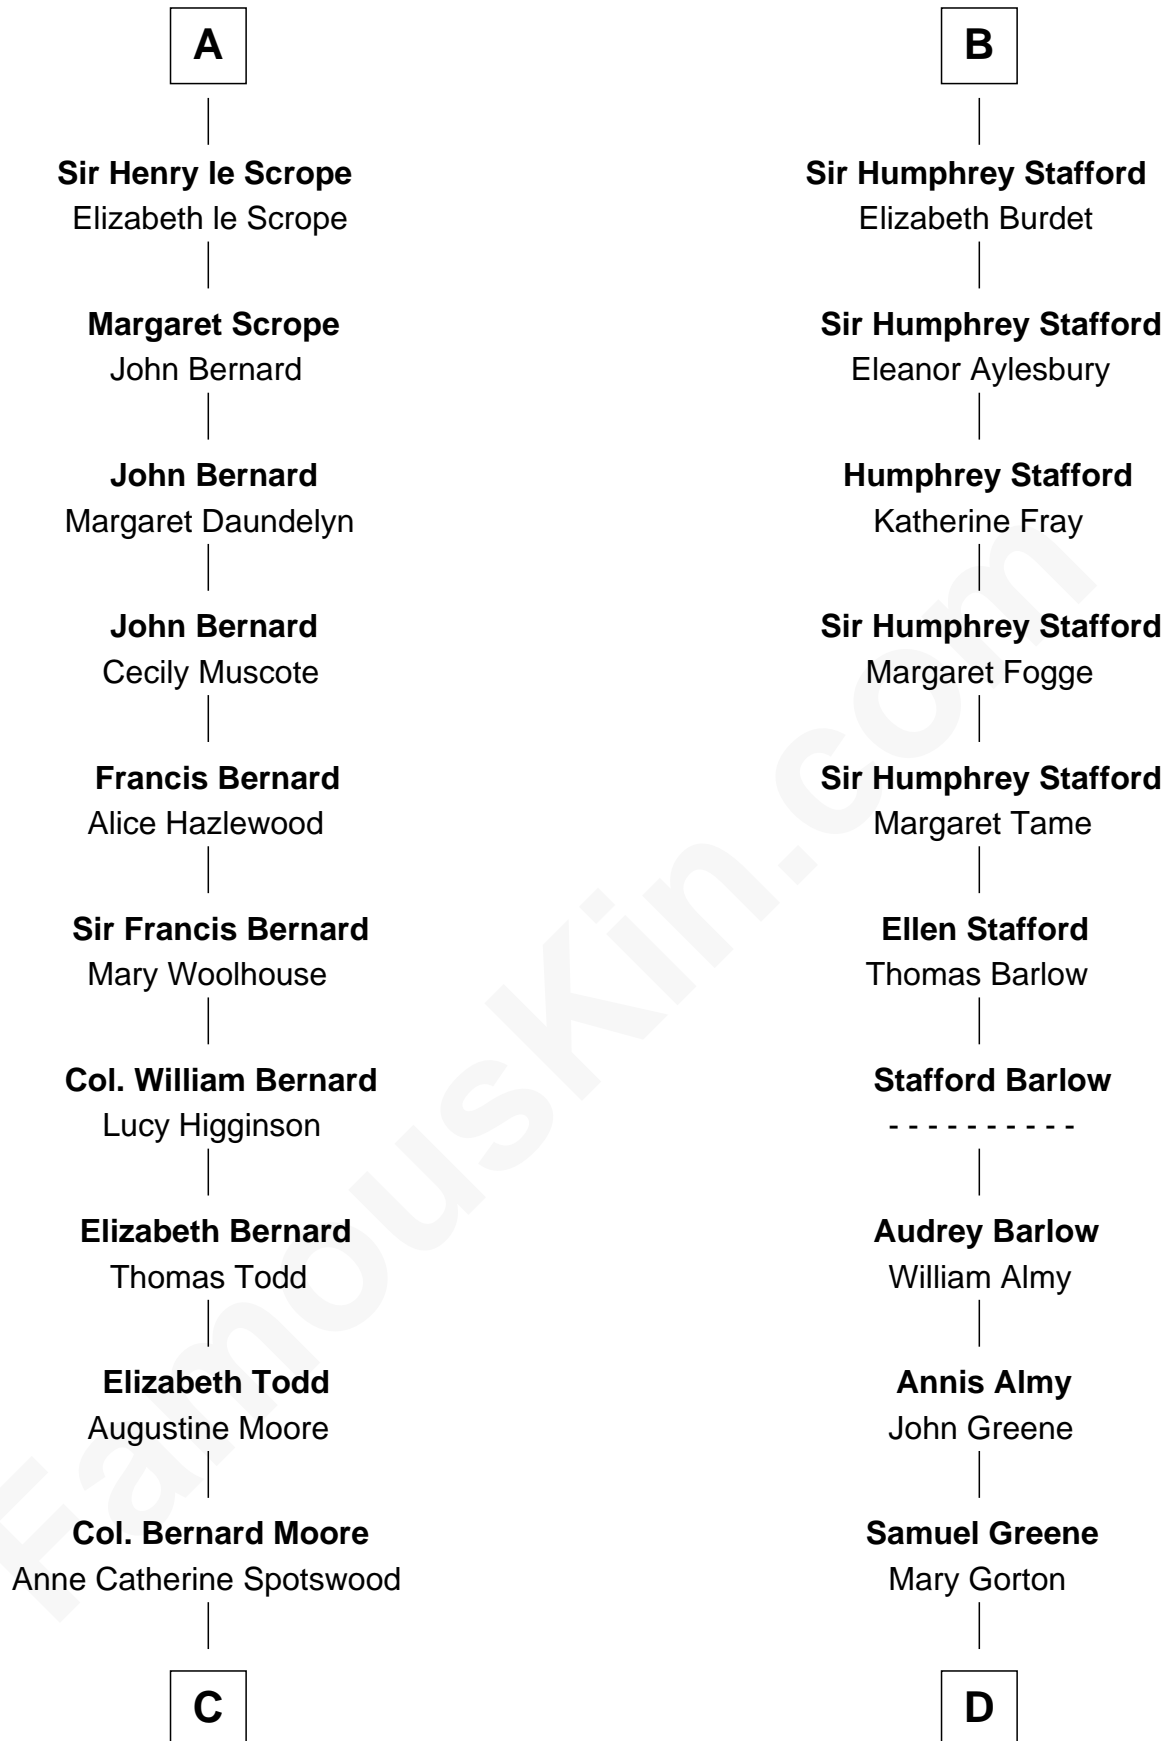 A
Sir Henry le Scrope
Elizabeth le Scrope
Margaret Scrope
John Bernard
John Bernard
Margaret Daundelyn
John Bernard
Cecily Muscote
Francis Bernard
Alice Hazlewood
Sir Francis Bernard
Mary Woolhouse
Col. William Bernard
Lucy Higginson
Elizabeth Bernard
Thomas Todd
Elizabeth Todd
Augustine Moore
Col. Bernard Moore
Anne Catherine Spotswood
C
B
Sir Humphrey Stafford
Elizabeth Burdet
Sir Humphrey Stafford
Eleanor Aylesbury
Humphrey Stafford
Katherine Fray
Sir Humphrey Stafford
Margaret Fogge
Sir Humphrey Stafford
Margaret Tame
Ellen Stafford
Thomas Barlow
Stafford Barlow
- - - - - - - - - -
Audrey Barlow
William Almy
Annis Almy
John Greene
Samuel Greene
Mary Gorton
D
FamousKin.com